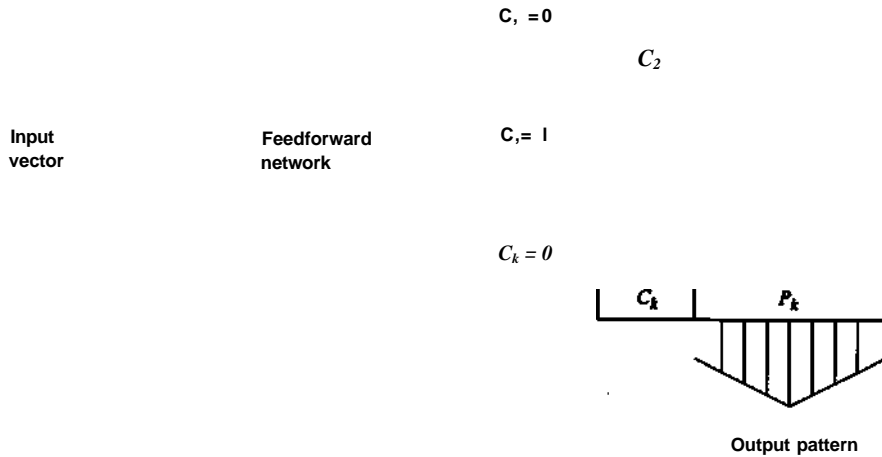 C, =0
C2
Input
vector
Feedforward
network
C,= l
Ck = 0
Ck
Pk
Output pattern